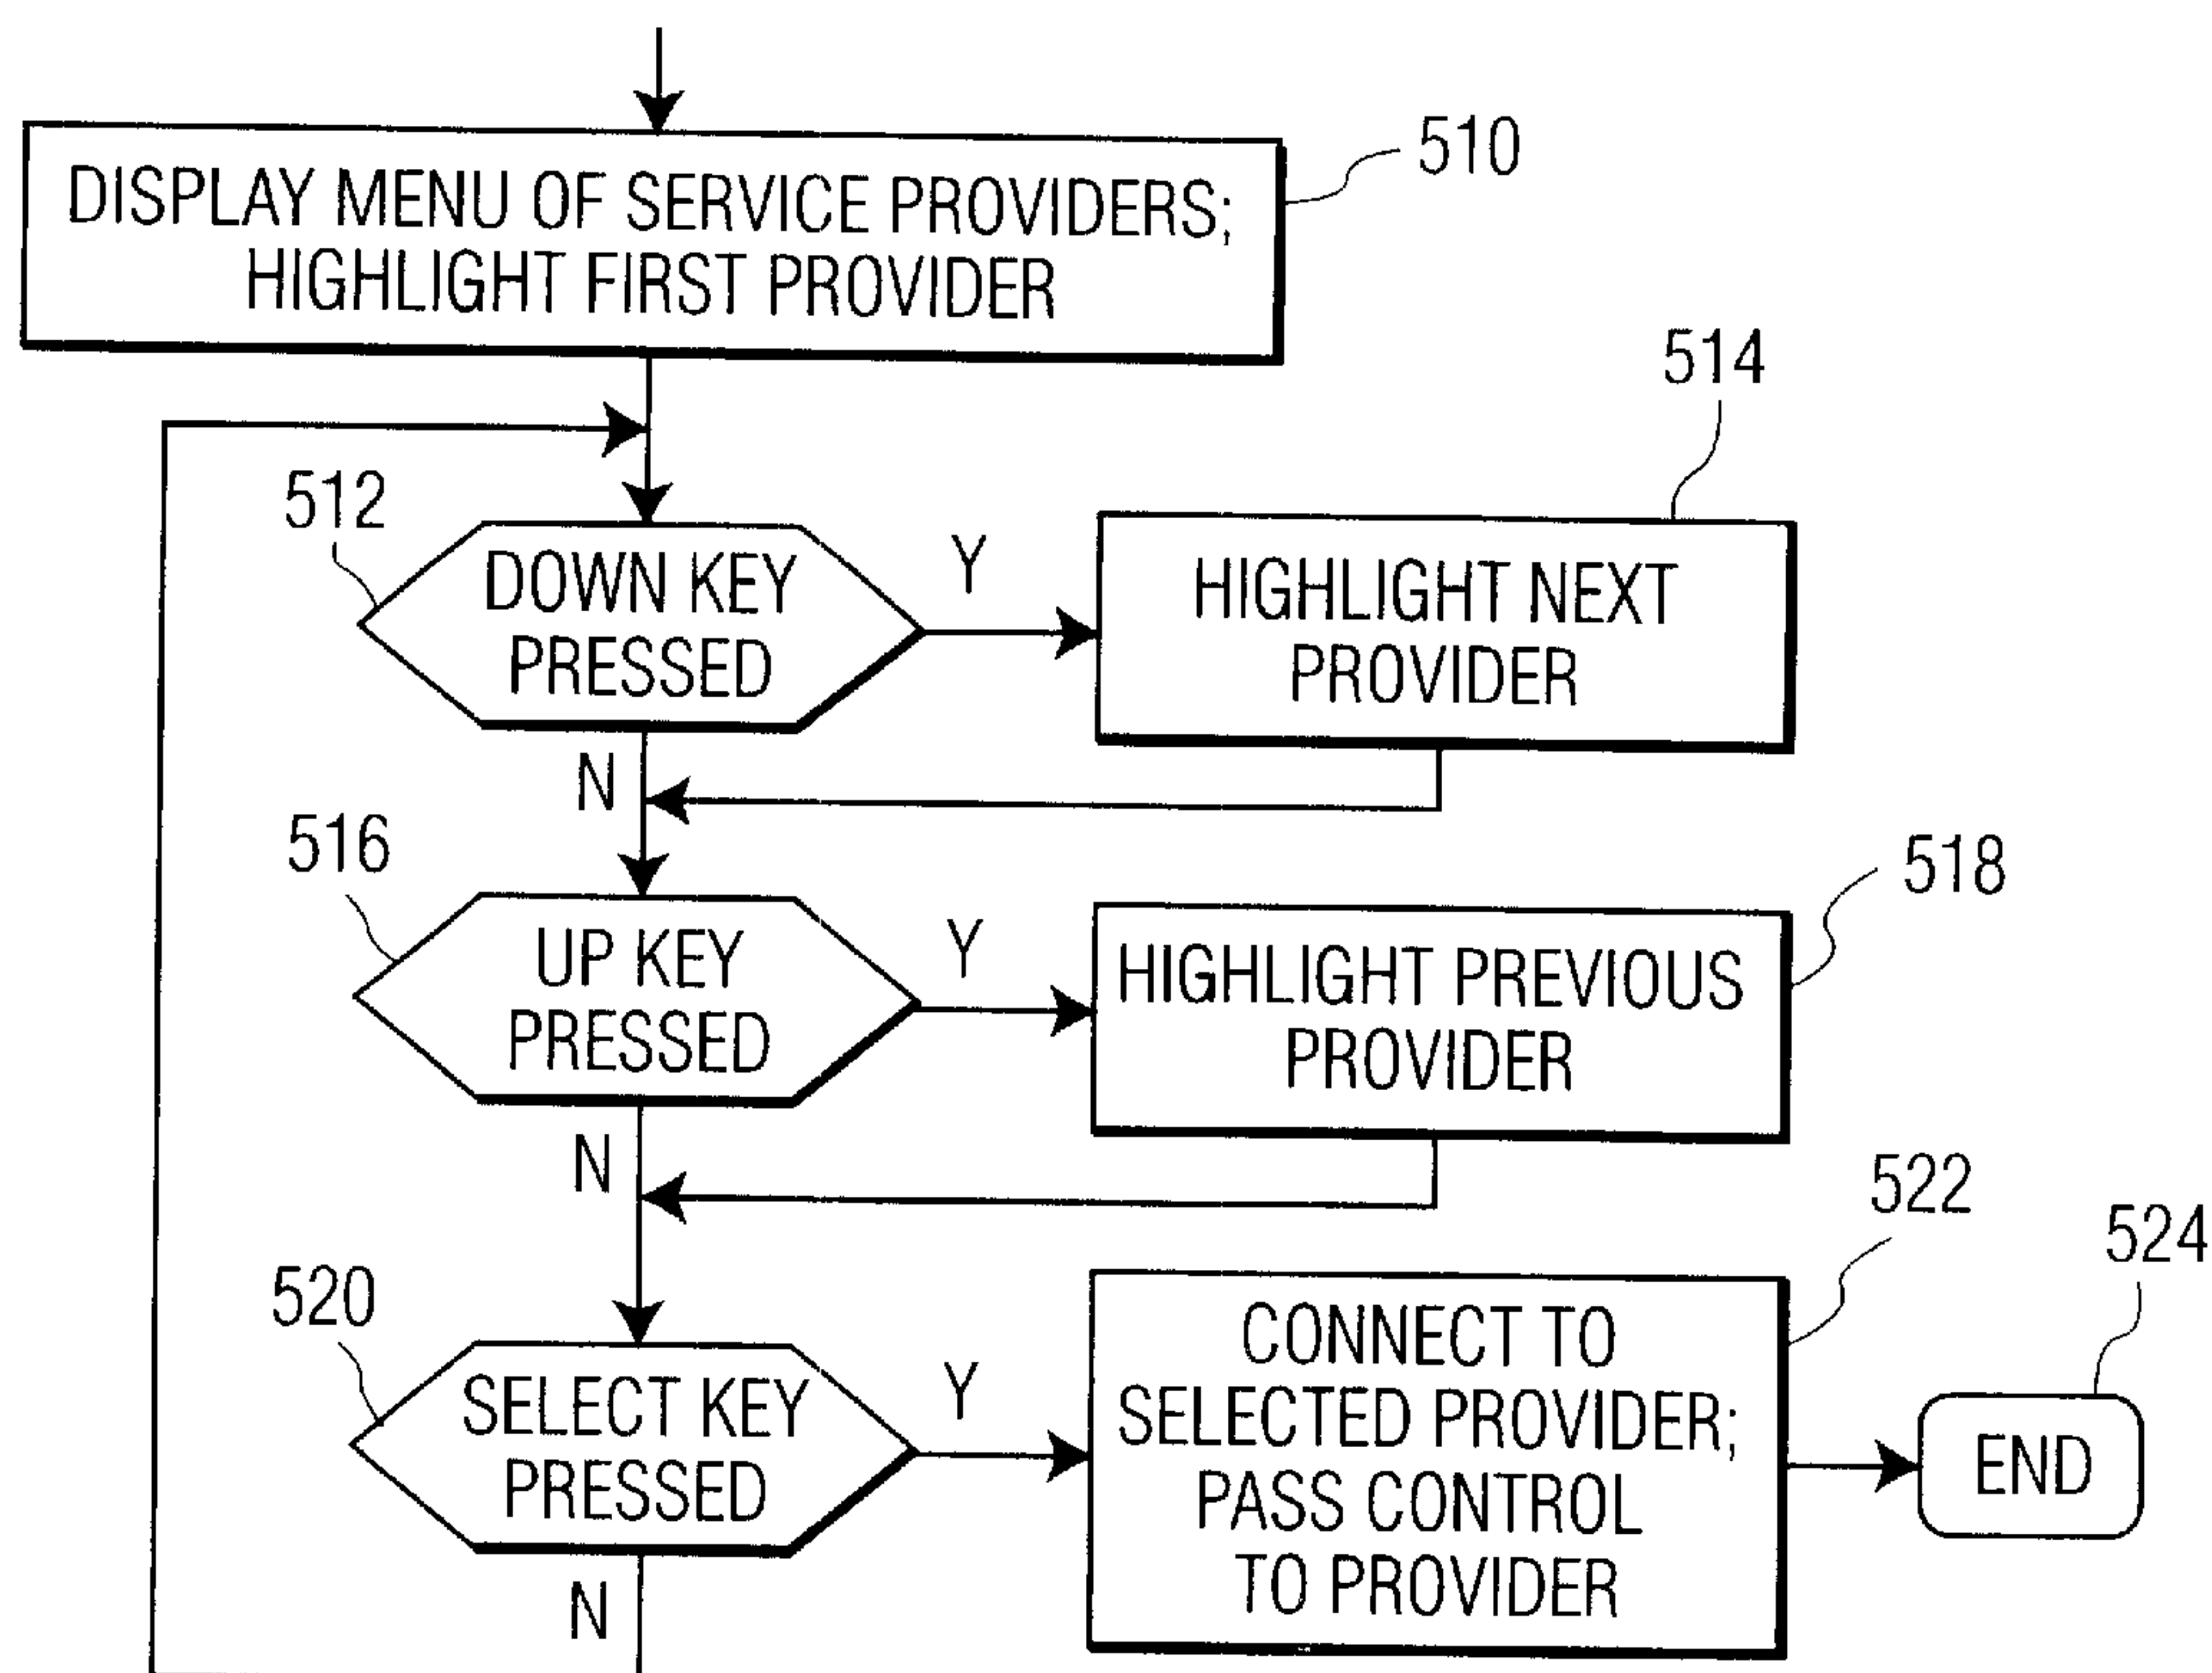 510
DISPLAY MENU OF SERVICE PROVIDERS;
HIGHLIGHT FIRST PROVIDER
514
512
DOWN KEY
PRESSED
Y
HIGHLIGHT NEXT
PROVIDER
N
516
518
UP KEY
PRESSED
Y
HIGHLIGHT PREVIOUS
PROVIDER
N
522
524
520
SELECT KEY
PRESSED
Y
CONNECT TO
SELECTED PROVIDER;
PASS CONTROL
TO PROVIDER
END
N